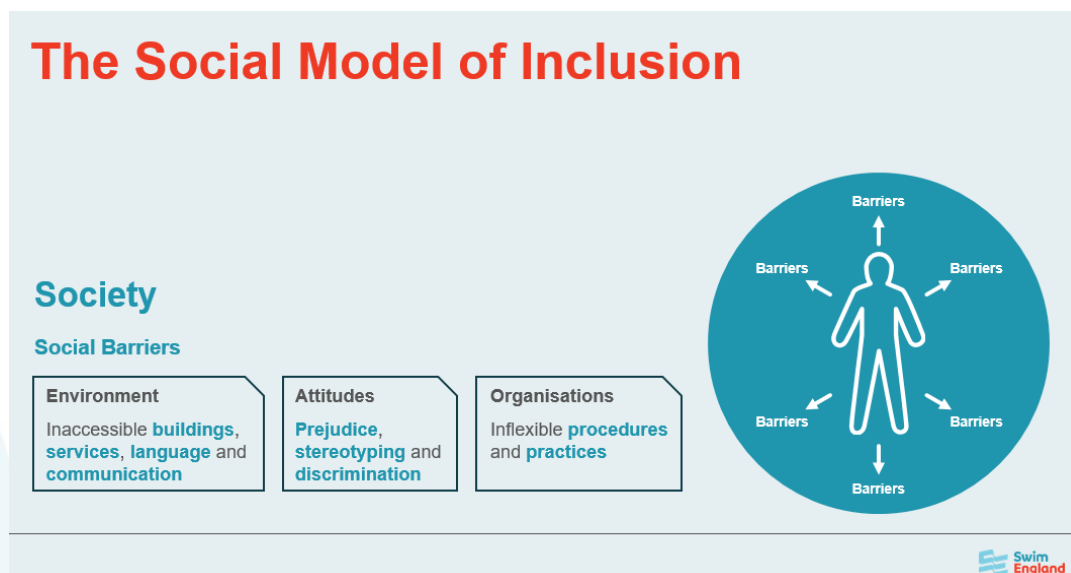 The Social Model of Inclusion
Society
Social Barriers
Environment
Inaccessible buildings,
services, language and
communication
Attitudes
Prejudice,
stereotyping and
discrimination
Organisations
Inflexible procedures
and practices
Barriers
Barriers
Barriers
Barriers
Barriers
Barriers
Swim
England